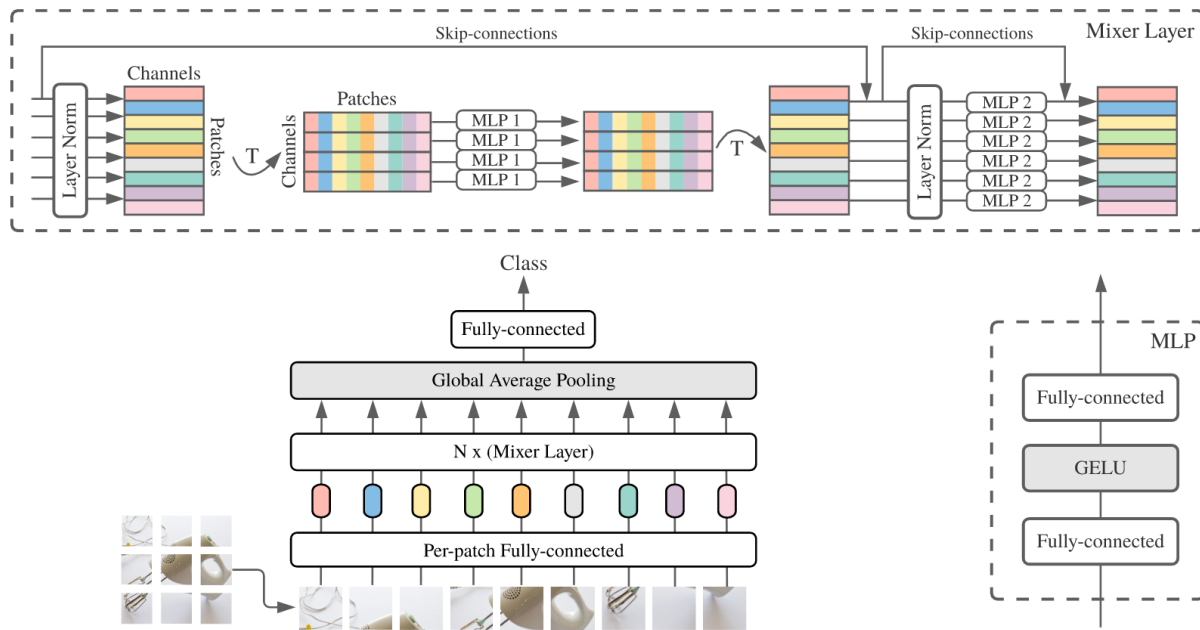 Skip-connections
Skip-connections
Mixer Layer
Channels
Layer Norm
Patches
T
Patches
Channels
MLP 1
MLP 1
MLP 1
MLP 1
T
Layer Norm
MLP 2
MLP 2
MLP 2
MLP 2
MLP 2
MLP 2
Class
Fully-connected
Global Average Pooling
N x (Mixer Layer)
Per-patch Fully-connected
MLP
Fully-connected
GELU
Fully-connected